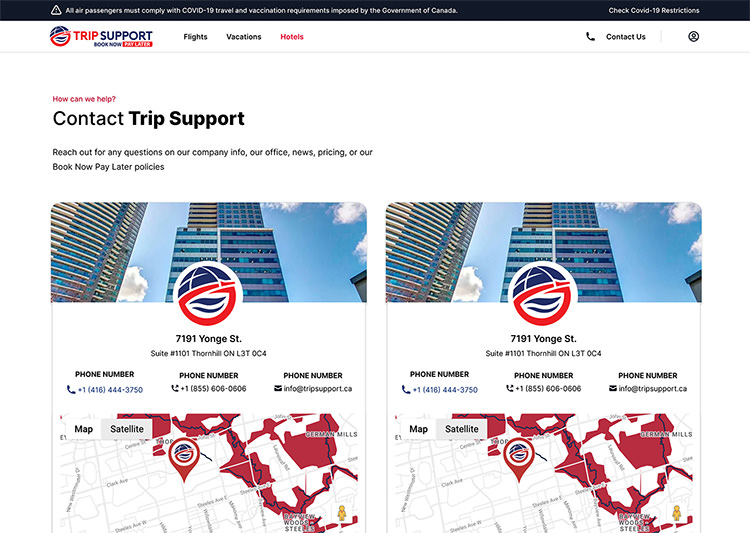 All air passengers must comply with COVID-19 travel and vaccination requirements imposed by the Government of Canada.
Check Covid-19 Restrictions
TRIP SUPPORT
BOOK NOW PAY LATER
Flights
Vacations
Hotels
Contact Us
How can we help?
Contact Trip Support
Reach out for any questions on our company info, our office, news, pricing, or our
Book Now Pay Later policies
7191 Yonge St.
Suite #1101 Thornhill ON L3T 0C4
PHONE NUMBER
+1 (416) 444-3750
PHONE NUMBER
+1 (855) 606-0606
PHONE NUMBER
info@tripsupport.ca
Map
Satellite
GERMAN MILLS
Clark Ave
Steeles Ave E
Steeles Ave W
BAYVIEW
WOODS-
STEELES
7191 Yonge St.
Suite #1101 Thornhill ON L3T 0C4
PHONE NUMBER
+1 (416) 444-3750
PHONE NUMBER
+1 (855) 606-0606
PHONE NUMBER
info@tripsupport.ca
Map
Satellite
GERMAN MILLS
Clark Ave
Steeles Ave E
Steeles Ave W
BAYVIEW
WOODS-
STEELES